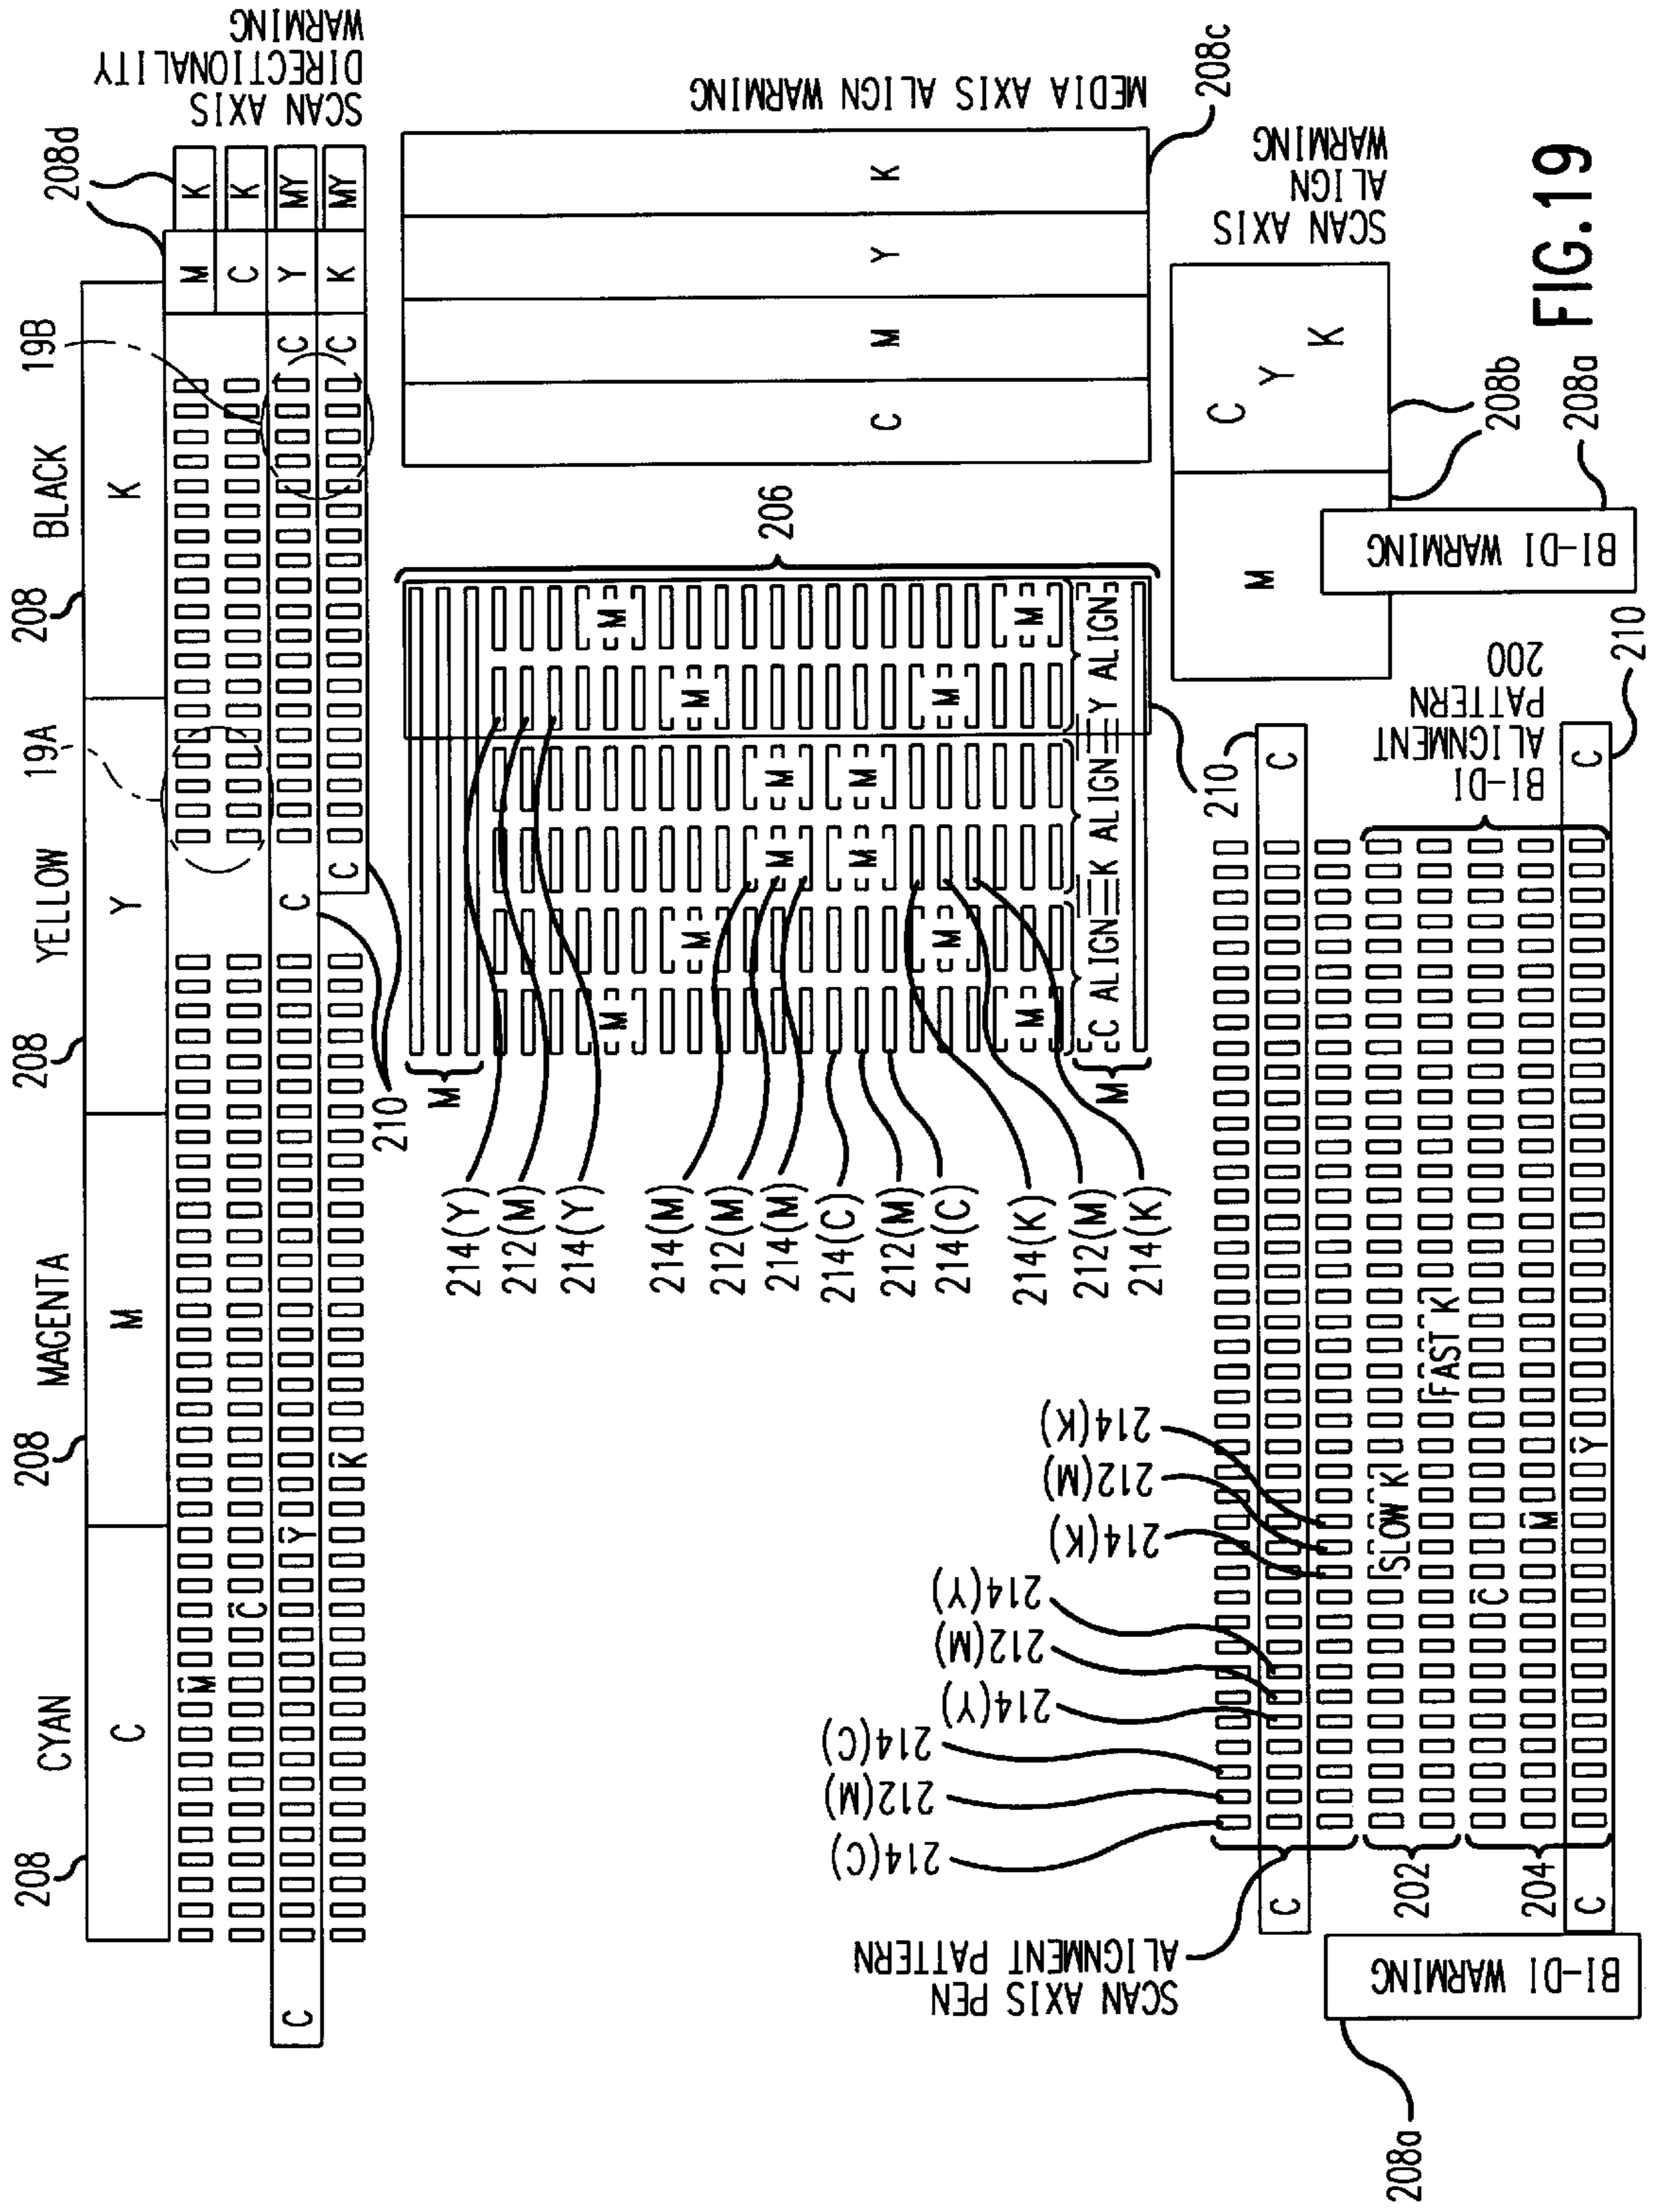 CYAN
MAGENTA
YELLOW
BLACK
208
208
208
208
19A
19B
C
M
Y
K
M
C
Y
K
C
C
C
C
C
M
K
C
K
Y
MY
K
MY
208d
SCAN AXIS
DIRECTIONALITY
WARMING
210
M
M
M
M
M
M
M
M
M
M
M
M
M
M
C ALIGN
K ALIGN
Y ALIGN
206
210
214(Y)
212(M)
214(Y)
214(M)
212(M)
214(M)
214(C)
212(M)
214(C)
214(K)
212(M)
214(K)
C
M
Y
K
MEDIA AXIS ALIGN WARMING
208c
M
C
Y
K
SCAN AXIS
ALIGN
WARMING
208b
BI-DI WARMING
208a
214(C)
212(M)
214(C)
214(Y)
212(M)
214(Y)
214(K)
212(M)
214(K)
SCAN AXIS PEN
ALIGNMENT PATTERN
C
C
210
SLOW K
FAST K
C
M
Y
202
204
C
C
210
BI-DI
ALIGNMENT
PATTERN
200
BI-DI WARMING
208a
FIG.19